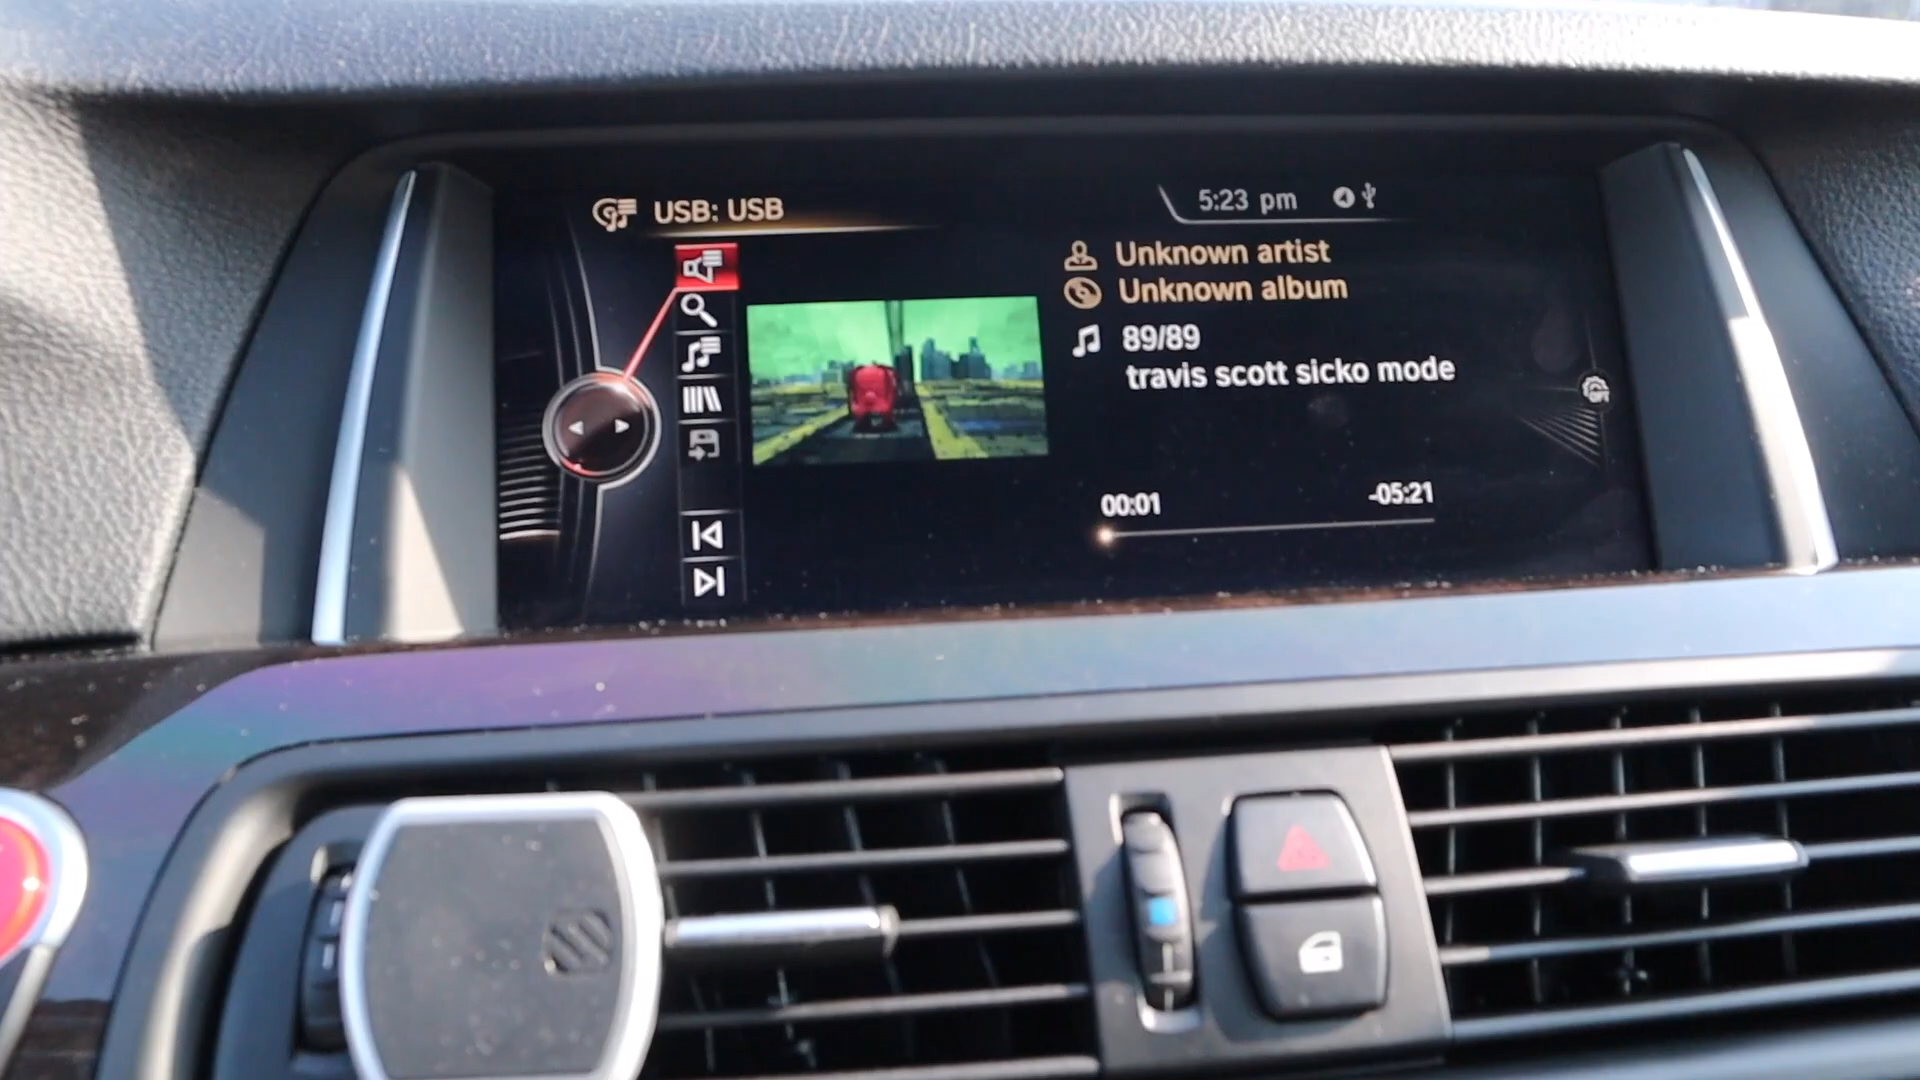 USB: USB
5:23 pm
Unknown artist
Unknown album
89/89
travis scott sicko mode
00:01
-05:21
OPT